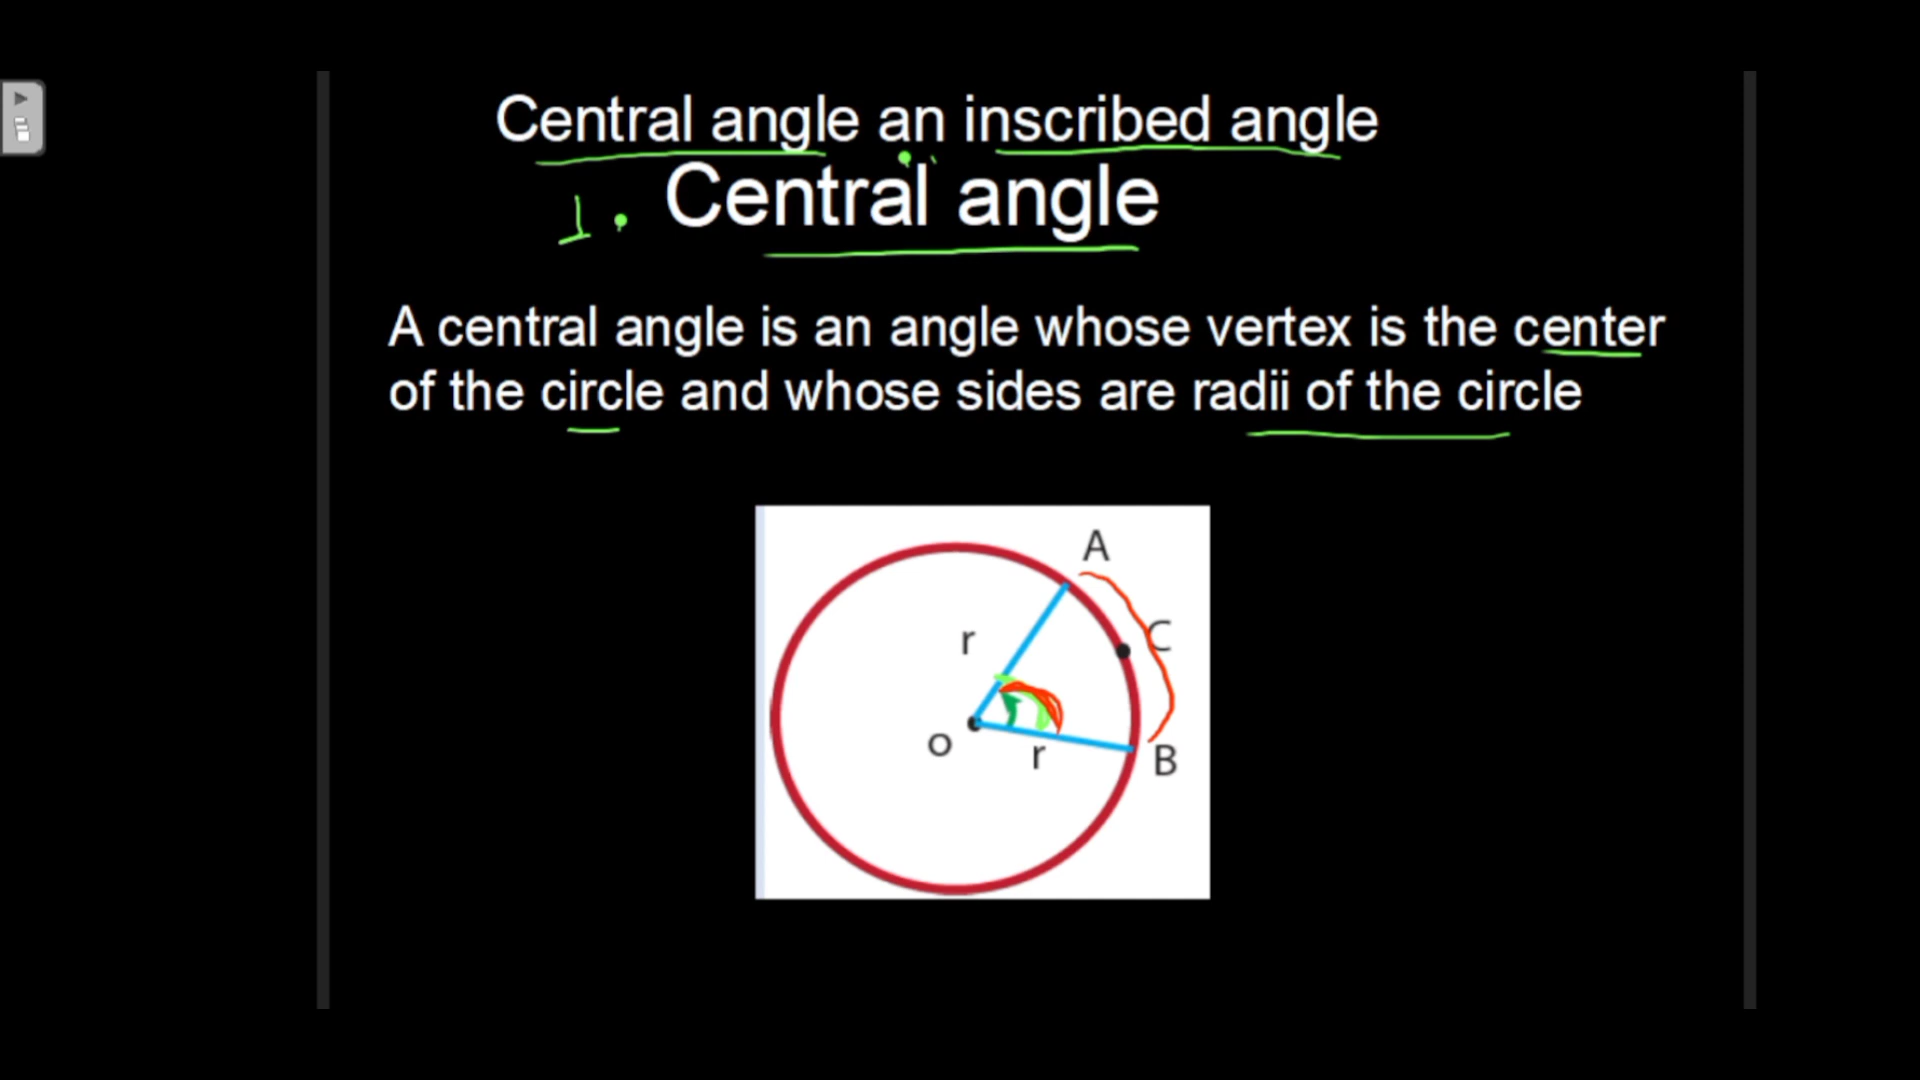 Central angle an inscribed angle
1. Central angle
A central angle is an angle whose vertex is the center
of the circle and whose sides are radii of the circle
A
C
r
o
r
B